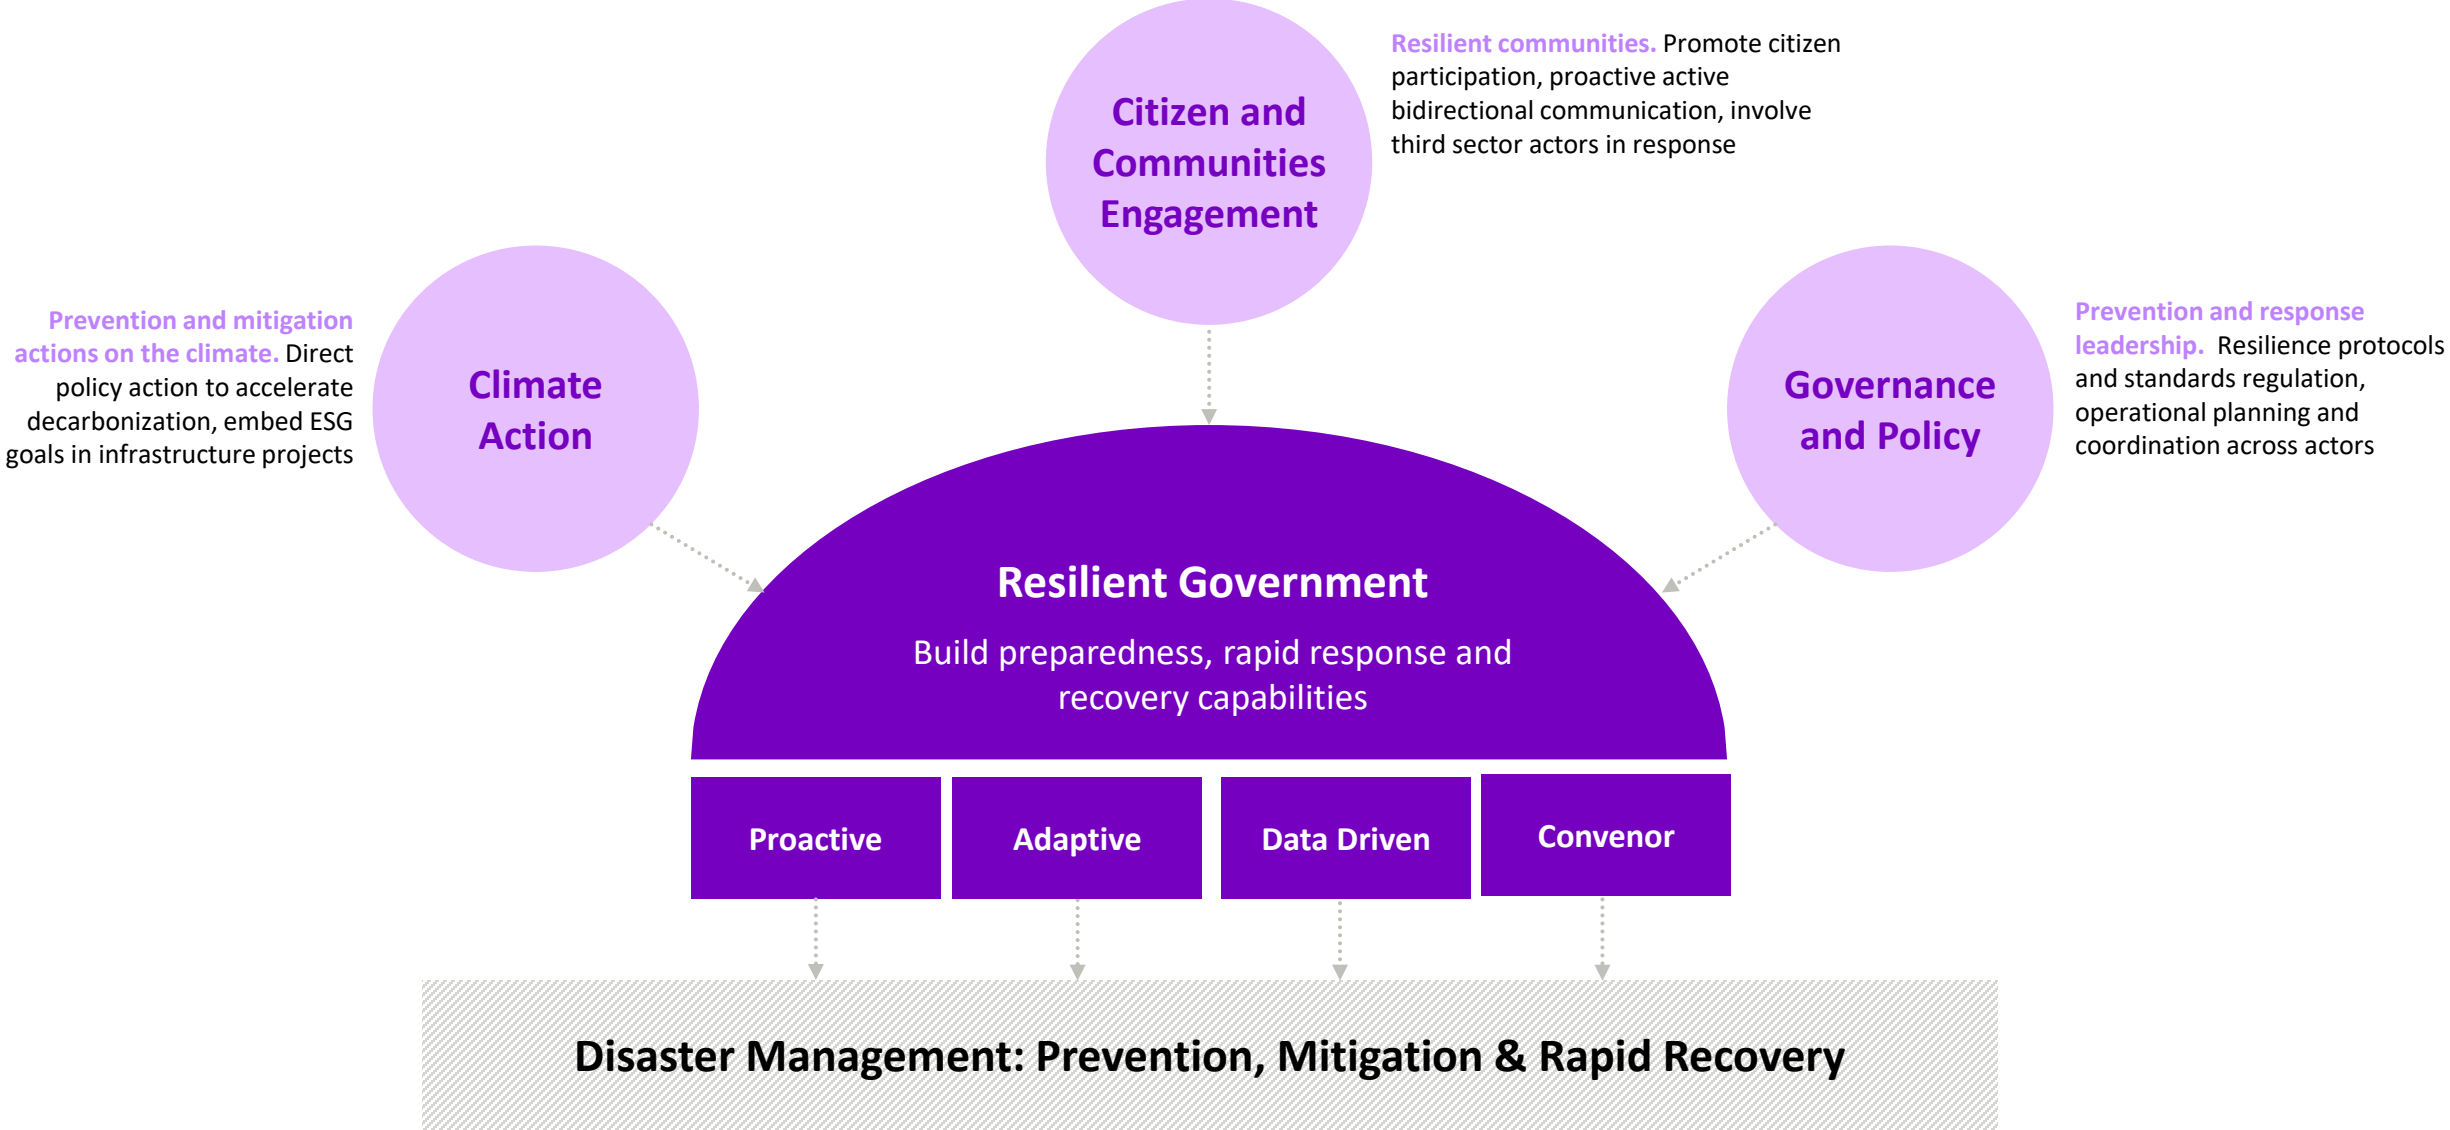 Citizen and
Communities
Engagement
Resilient communities. Promote citizen
participation, proactive active
bidirectional communication, involve
third sector actors in response
Prevention and mitigation
actions on the climate. Direct
policy action to accelerate
decarbonization, embed ESG
goals in infrastructure projects
Climate
Action
Governance
and Policy
Prevention and response
leadership. Resilience protocols
and standards regulation,
operational planning and
coordination across actors
Resilient Government
Build preparedness, rapid response and
recovery capabilities
Proactive
Adaptive
Data Driven
Convenor
Disaster Management: Prevention, Mitigation & Rapid Recovery